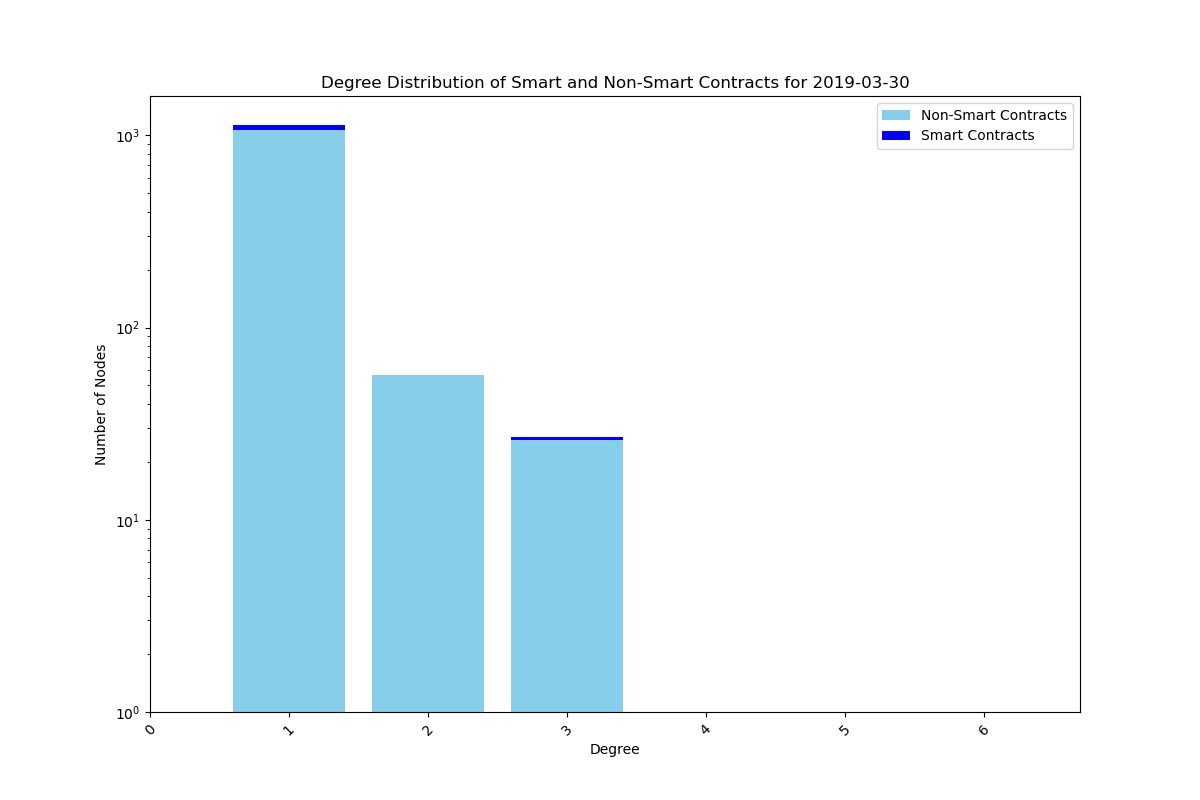 Degree Distribution of Smart and Non-Smart Contracts for 2019-03-30
Non-Smart Contracts
Smart Contracts
Number of Nodes
10³
10²
10¹
10⁰
0
1
2
3
4
5
6
Degree